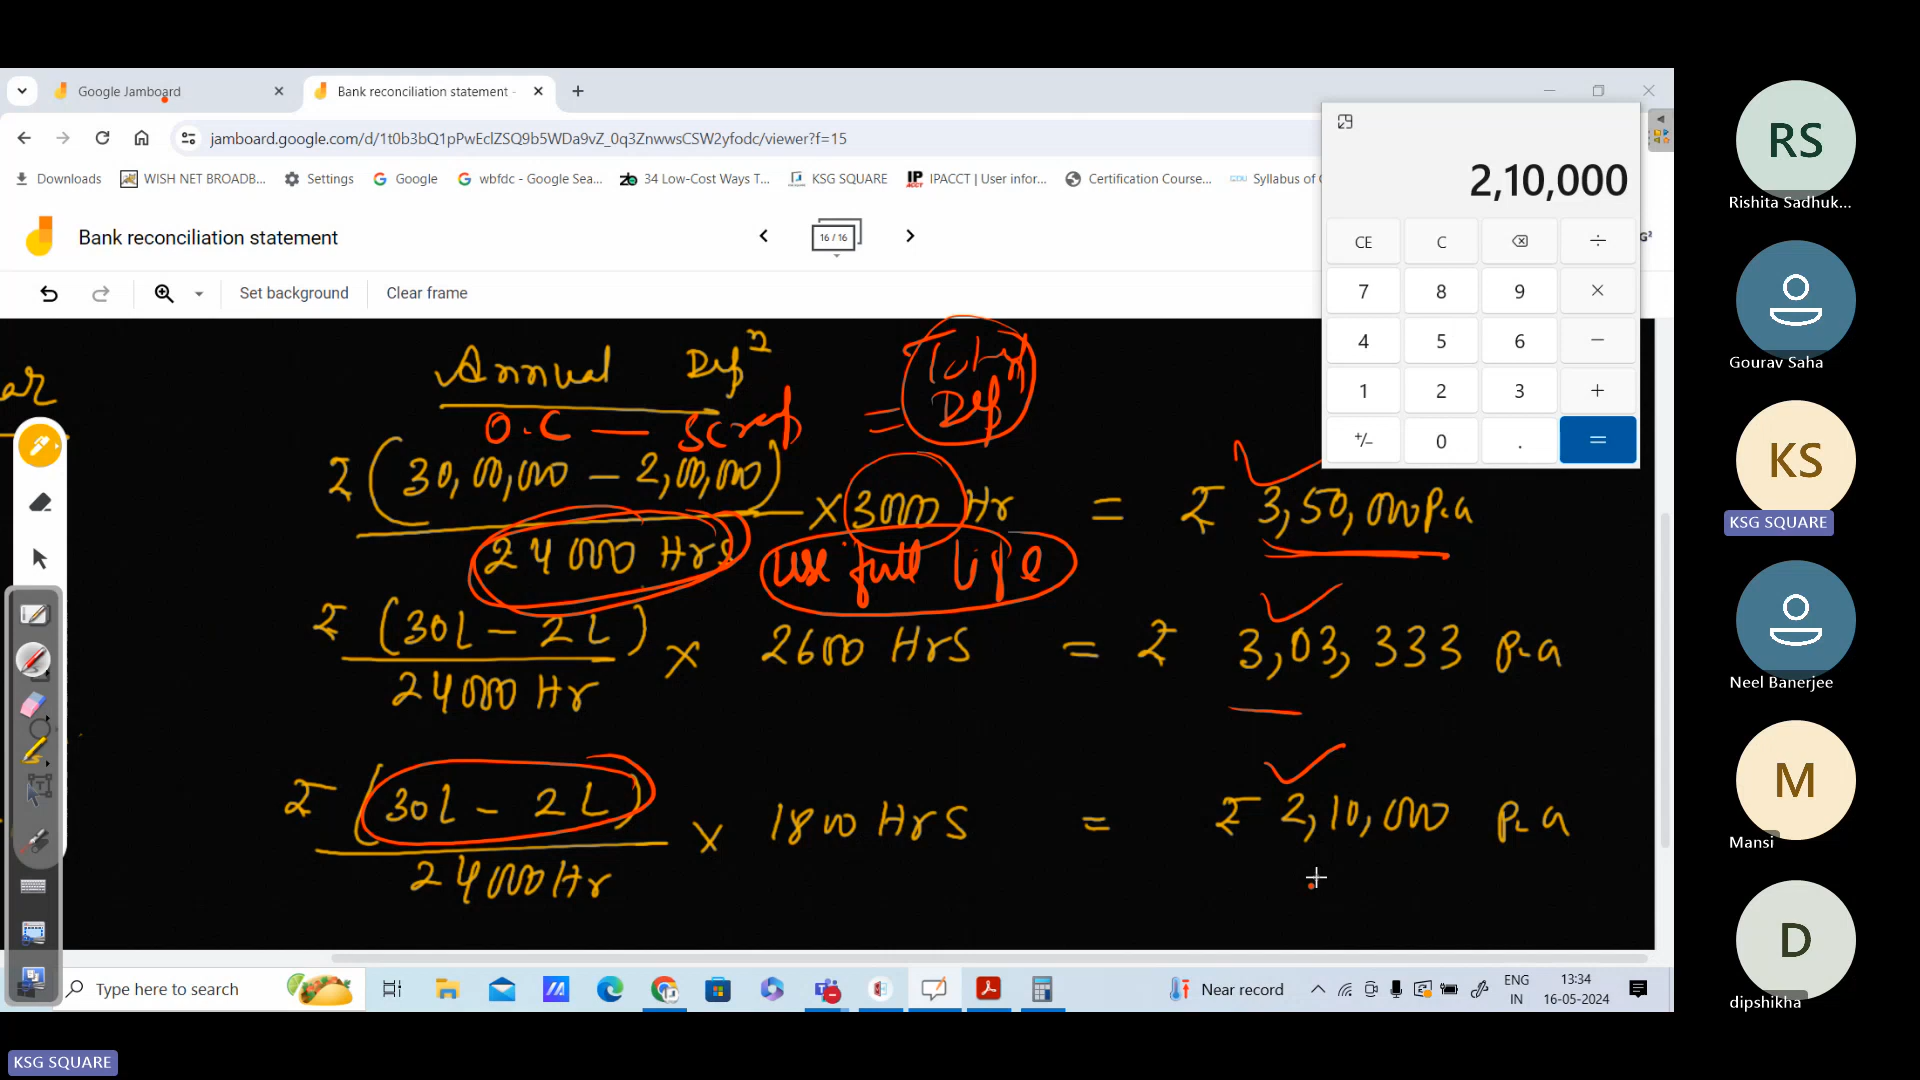 Google Jamboard
Bank reconciliation statement -
jamboard.google.com/d/1t0b3bQ1pPwEclZSQ9b5WDa9vZ_0q3ZnwwsCSW2yfodc/viewer?f=15
Downloads WISH NET BROADB... Settings Google wbfdc - Google Sea... 34 Low-Cost Ways T... KSG SQUARE IPACCT | User infor... Certification Course... Syllabus of
Bank reconciliation statement
16 / 16
Set background Clear frame
2,10,000
CE C ÷
7 8 9 ×
4 5 6 −
1 2 3 +
+/− 0 . =
ar
Annual Dep
Total Dep
O.C — Scrap =
₹ (30,00,000 – 2,00,000)
24000 Hrs
× 3000 Hr = ₹ 3,50,000 P.a
use full life
₹ (30L – 2L)
24000 Hr
× 2600 Hrs = ₹ 3,03,333 p.a
₹ (30L – 2L)
24000 Hr
× 1800 Hrs = ₹ 2,10,000 p.a
Type here to search
Near record
ENG
IN
13:34
16-05-2024
RS
Rishita Sadhuk...
Gourav Saha
KS
KSG SQUARE
Neel Banerjee
M
Mansi
D
dipshikha
KSG SQUARE